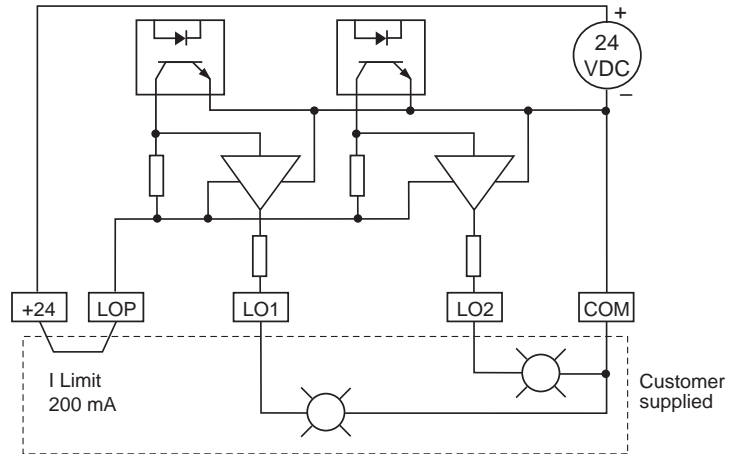 +
24
VDC
−
+24
LOP
LO1
LO2
COM
I Limit
200 mA
Customer
supplied